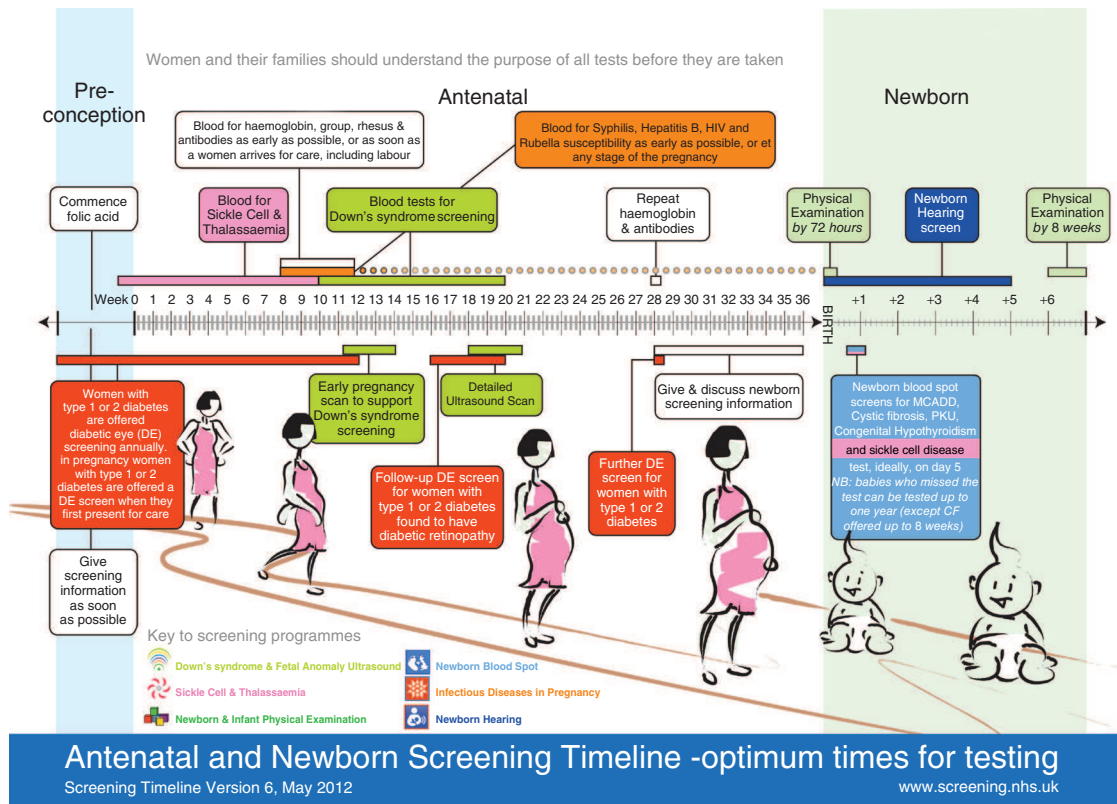 Women and their families should understand the purpose of all tests before they are taken
Pre-
conception
Antenatal
Newborn
Blood for haemoglobin, group, rhesus &
antibodies as early as possible, or as soon as
a women arrives for care, including labour
Blood for Syphilis, Hepatitis B, HIV and
Rubella susceptibility as early as possible, or et
any stage of the pregnancy
Commence
folic acid
Blood for
Sickle Cell &
Thalassaemia
Blood tests for
Down's syndrome screening
Repeat
haemoglobin
& antibodies
Physical
Examination
by 72 hours
Newborn
Hearing
screen
Physical
Examination
by 8 weeks
Week 0 1 2 3 4 5 6 7 8 9 10 11 12 13 14 15 16 17 18 19 20 21 22 23 24 25 26 27 28 29 30 31 32 33 34 35 36
BIRTH
+1 +2 +3 +4 +5 +6
Women with
type 1 or 2 diabetes
are offered
diabetic eye (DE)
screening annually.
in pregnancy women
with type 1 or 2
diabetes are offered a
DE screen when they
first present for care
Early pregnancy
scan to support
Down's syndrome
screening
Detailed
Ultrasound Scan
Give & discuss newborn
screening information
Newborn blood spot
screens for MCADD,
Cystic fibrosis, PKU,
Congenital Hypothyroidism
and sickle cell disease
test, ideally, on day 5
NB: babies who missed the
test can be tested up to
one year (except CF
offered up to 8 weeks)
Follow-up DE screen
for women with
type 1 or 2 diabetes
found to have
diabetic retinopathy
Further DE
screen for
women with
type 1 or 2
diabetes
Give
screening
information
as soon
as possible
Key to screening programmes
Down's syndrome & Fetal Anomaly Ultrasound
Newborn Blood Spot
Sickle Cell & Thalassaemia
Infectious Diseases in Pregnancy
Newborn & Infant Physical Examination
Newborn Hearing
Antenatal and Newborn Screening Timeline -optimum times for testing
Screening Timeline Version 6, May 2012
www.screening.nhs.uk